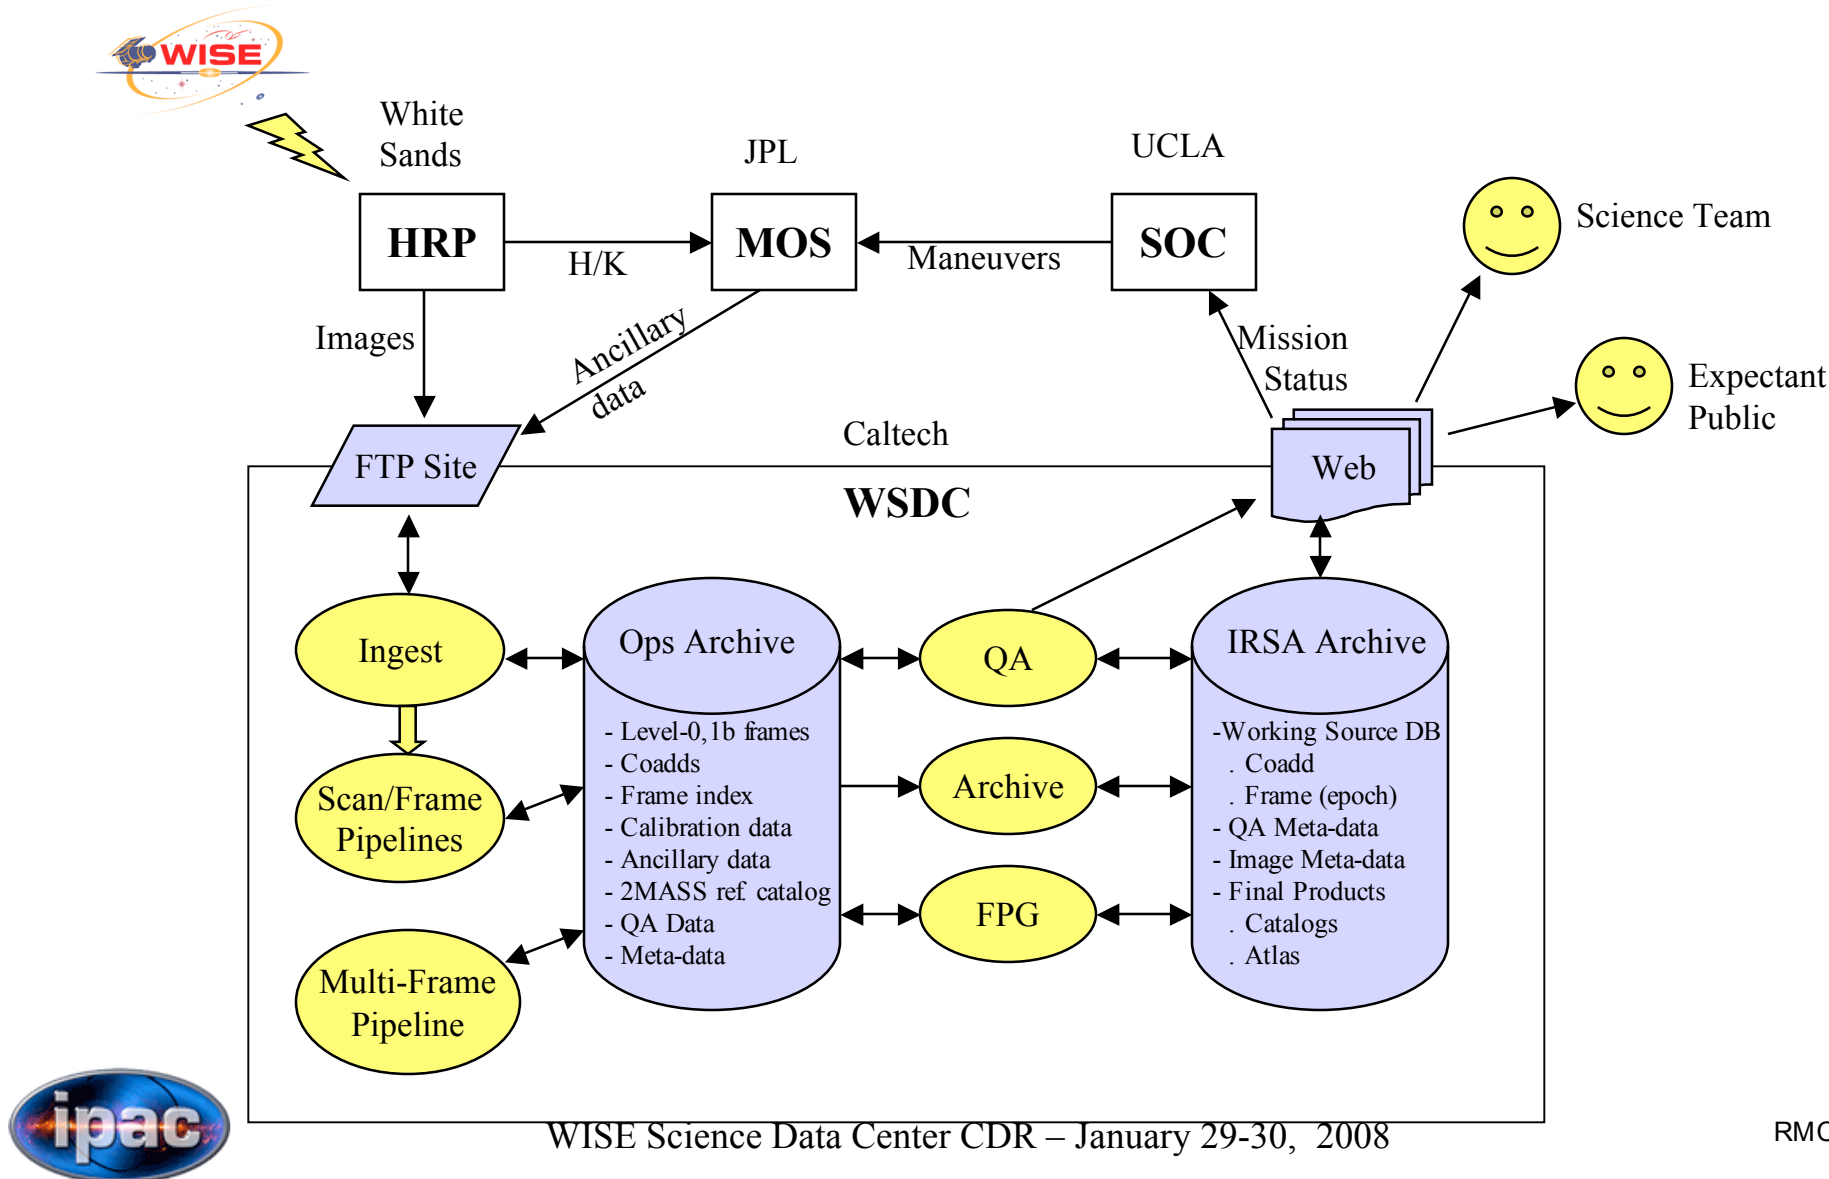 WISE
White
Sands
JPL
UCLA
HRP
MOS
SOC
Science Team
H/K
Maneuvers
Images
Ancillary
data
Mission
Status
Expectant
Public
Caltech
FTP Site
Web
WSDC
Ingest
Ops Archive
QA
IRSA Archive
- Level-0,1b frames
- Coadds
- Frame index
- Calibration data
- Ancillary data
- 2MASS ref. catalog
- QA Data
- Meta-data
-Working Source DB
. Coadd
. Frame (epoch)
- QA Meta-data
- Image Meta-data
- Final Products
. Catalogs
. Atlas
Scan/Frame
Pipelines
Archive
FPG
Multi-Frame
Pipeline
ipac
WISE Science Data Center CDR – January 29-30, 2008